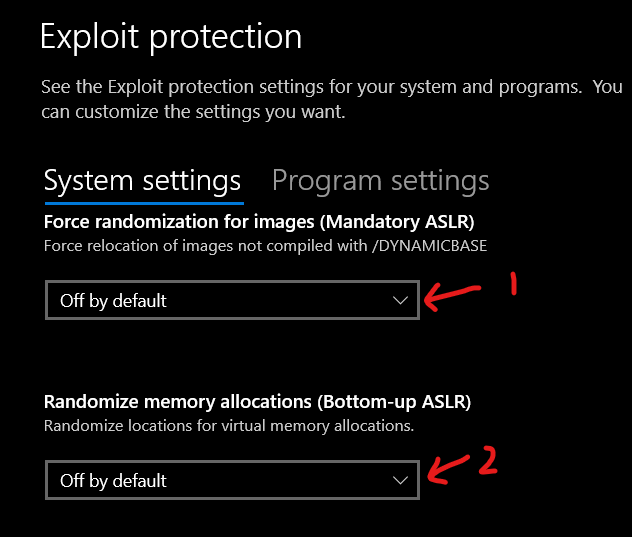 Exploit protection
See the Exploit protection settings for your system and programs.  You
can customize the settings you want.
System settings Program settings
Force randomization for images (Mandatory ASLR)
Force relocation of images not compiled with /DYNAMICBASE
Off by default 1
Randomize memory allocations (Bottom-up ASLR)
Randomize locations for virtual memory allocations.
Off by default 2